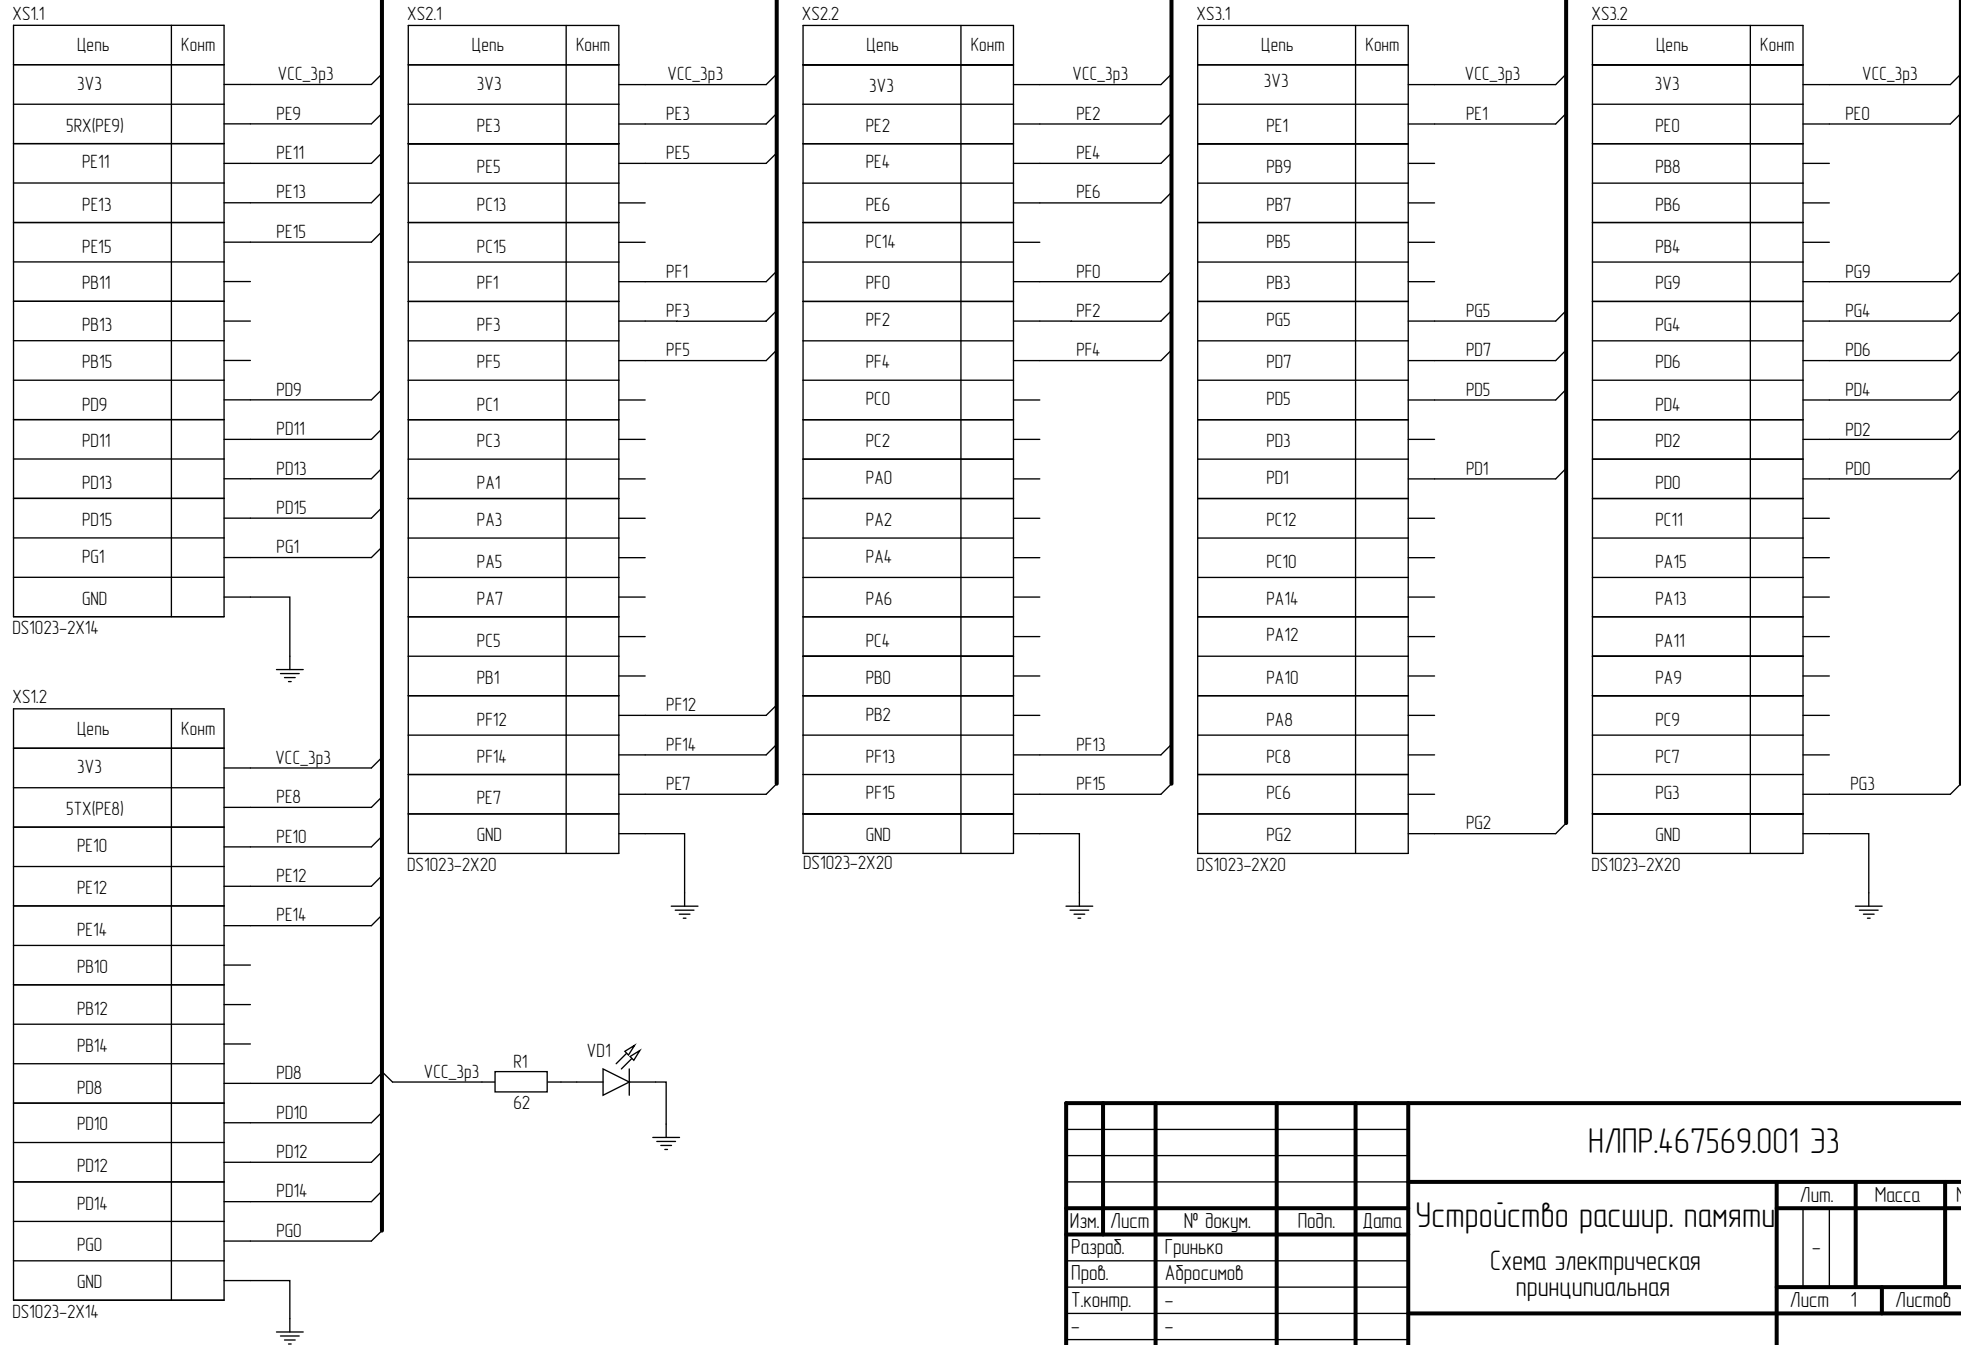 XS1.1
Цепь Конт
3V3 VCC_3p3
5RX(PE9) PE9
PE11 PE11
PE13 PE13
PE15 PE15
PB11
PB13
PB15
PD9 PD9
PD11 PD11
PD13 PD13
PD15 PD15
PG1 PG1
GND
DS1023-2X14
XS1.2
Цепь Конт
3V3 VCC_3p3
5TX(PE8) PE8
PE10 PE10
PE12 PE12
PE14 PE14
PB10
PB12
PB14
PD8 PD8
PD10 PD10
PD12 PD12
PD14 PD14
PG0 PG0
GND
DS1023-2X14
XS2.1
Цепь Конт
3V3 VCC_3p3
PE3 PE3
PE5 PE5
PC13
PC15
PF1 PF1
PF3 PF3
PF5 PF5
PC1
PC3
PA1
PA3
PA5
PA7
PC5
PB1
PF12 PF12
PF14 PF14
PE7 PE7
GND
DS1023-2X20
XS2.2
Цепь Конт
3V3 VCC_3p3
PE2 PE2
PE4 PE4
PE6 PE6
PC14
PF0 PF0
PF2 PF2
PF4 PF4
PC0
PC2
PA0
PA2
PA4
PA6
PC4
PB0
PB2
PF13 PF13
PF15 PF15
GND
DS1023-2X20
XS3.1
Цепь Конт
3V3 VCC_3p3
PE1 PE1
PB9
PB7
PB5
PB3
PG5 PG5
PD7 PD7
PD5 PD5
PD3
PD1 PD1
PC12
PC10
PA14
PA12
PA10
PA8
PC8
PC6
PG2 PG2
DS1023-2X20
XS3.2
Цепь Конт
3V3 VCC_3p3
PE0 PE0
PB8
PB6
PB4
PG9 PG9
PG4 PG4
PD6 PD6
PD4 PD4
PD2 PD2
PD0 PD0
PC11
PA15
PA13
PA11
PA9
PC9
PC7
PG3 PG3
GND
DS1023-2X20
VCC_3p3 R1 VD1
62
НЛПР.467569.001 ЭЗ
Изм. Лист № докум. Подп. Дата
Разраб. Гринько
Пров. Абросимов
Т.контр. -
- -
Устройство расшир. памяти
Схема электрическая
принципиальная
Лит. Масса
-
Лист 1 Листов